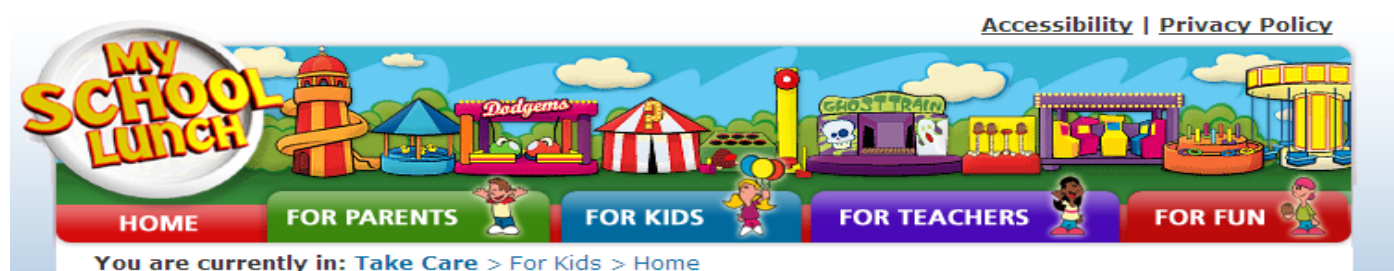 Accessibility | Privacy Policy
MY
SCHOOL
LUNCH
Dodgems
?
GHOST TRAIN
HOME
FOR PARENTS
FOR KIDS
FOR TEACHERS
FOR FUN
You are currently in: Take Care > For Kids > Home